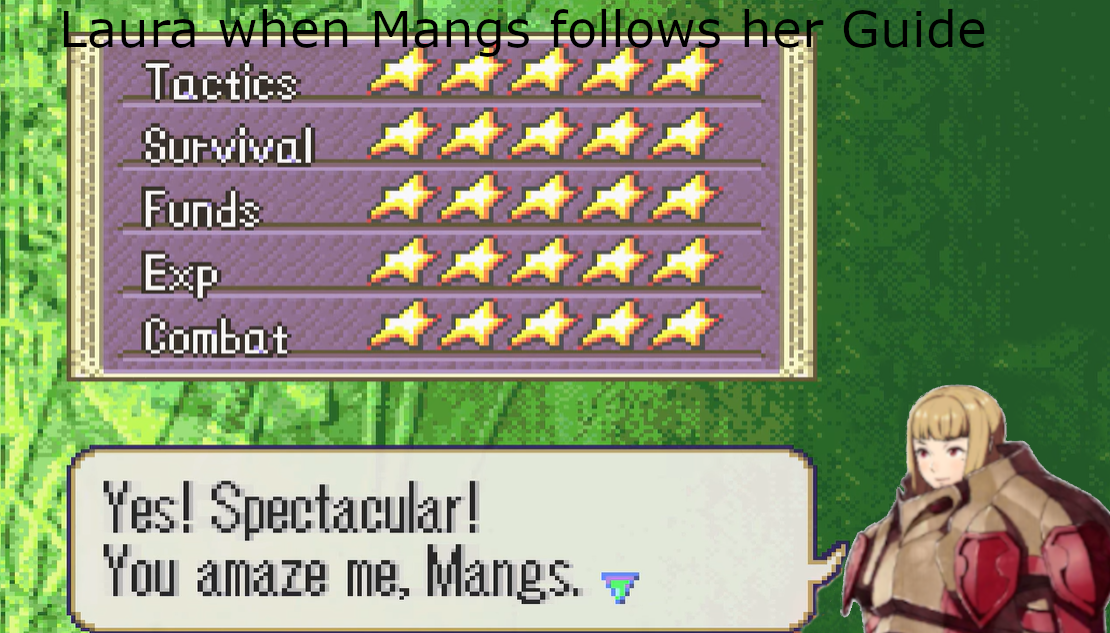 Laura when Mangs follows her Guide
Tactics
Survival
Funds
Exp
Combat
Yes! Spectacular!
You amaze me, Mangs.